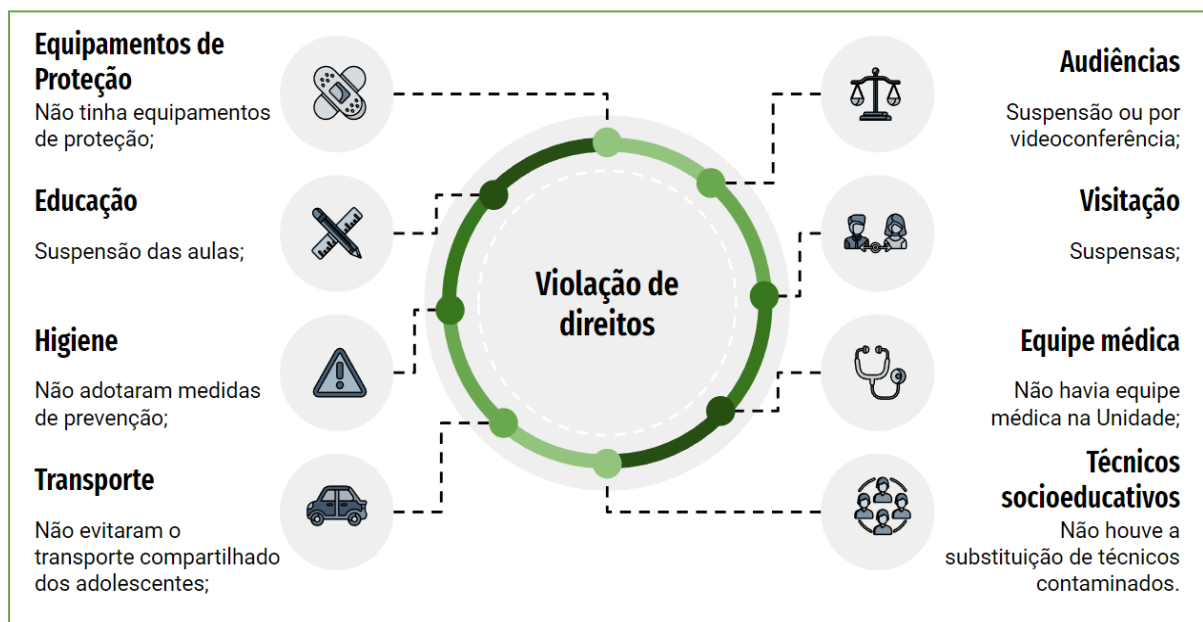 Equipamentos de
Proteção
Não tinha equipamentos
de proteção;
Educação
Suspensão das aulas;
Higiene
Não adotaram medidas
de prevenção;
Transporte
Não evitaram o
transporte compartilhado
dos adolescentes;
Violação de
direitos
Audiências
Suspensão ou por
videoconferência;
Visitação
Suspensas;
Equipe médica
Não havia equipe
médica na Unidade;
Técnicos
socioeducativos
Não houve a
substituição de técnicos
contaminados.